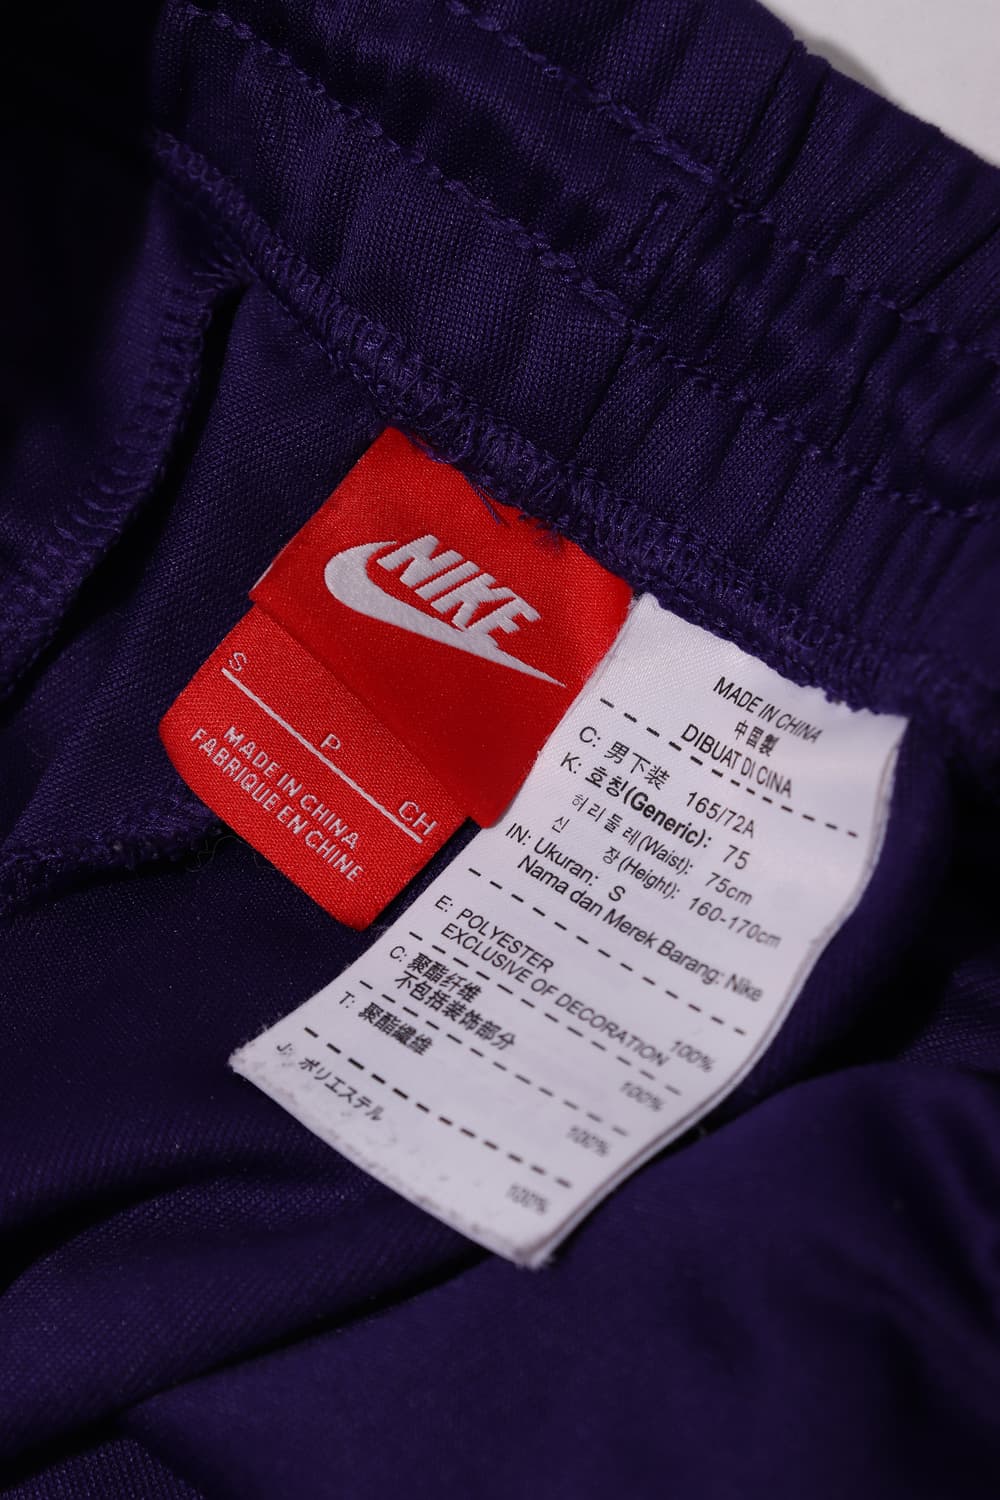 NIKE
S P CH
MADE IN CHINA
FABRIQUE EN CHINE
MADE IN CHINA
中国製
DIBUAT DI CINA
C: 男下装 165/72A
K: 호칭(Generic): 75
허리둘레(Waist): 75cm
신 장(Height): 160-170cm
IN: Ukuran: S
Nama dan Merek Barang: Nike
E: POLYESTER
EXCLUSIVE OF DECORATION 100%
C: 聚酯纤维
不包括装饰部分 100%
T: 聚酯纖維 100%
J: ポリエステル 100%